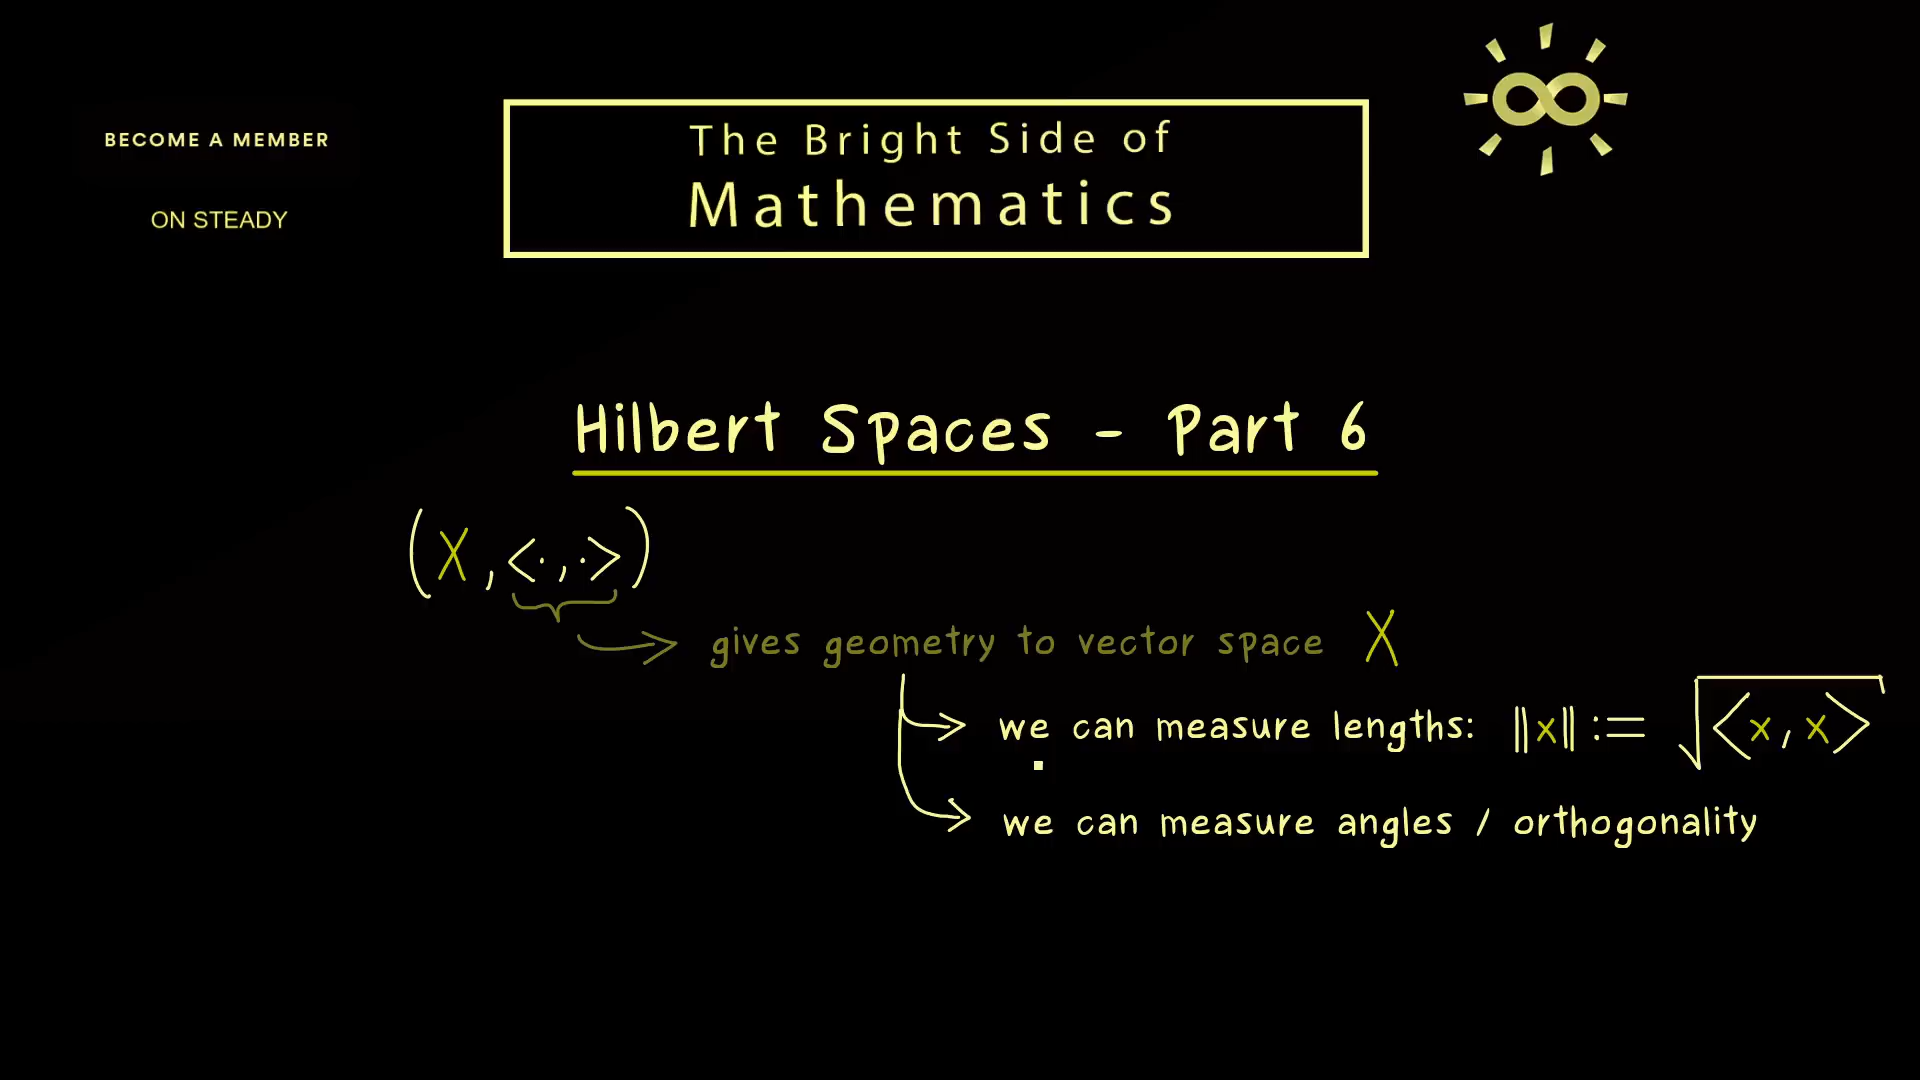 BECOME A MEMBER
ON STEADY
The Bright Side of
Mathematics
Hilbert Spaces - Part 6
(X, <·,·>)
gives geometry to vector space X
we can measure lengths: ||x|| := √<x, x>
we can measure angles / orthogonality